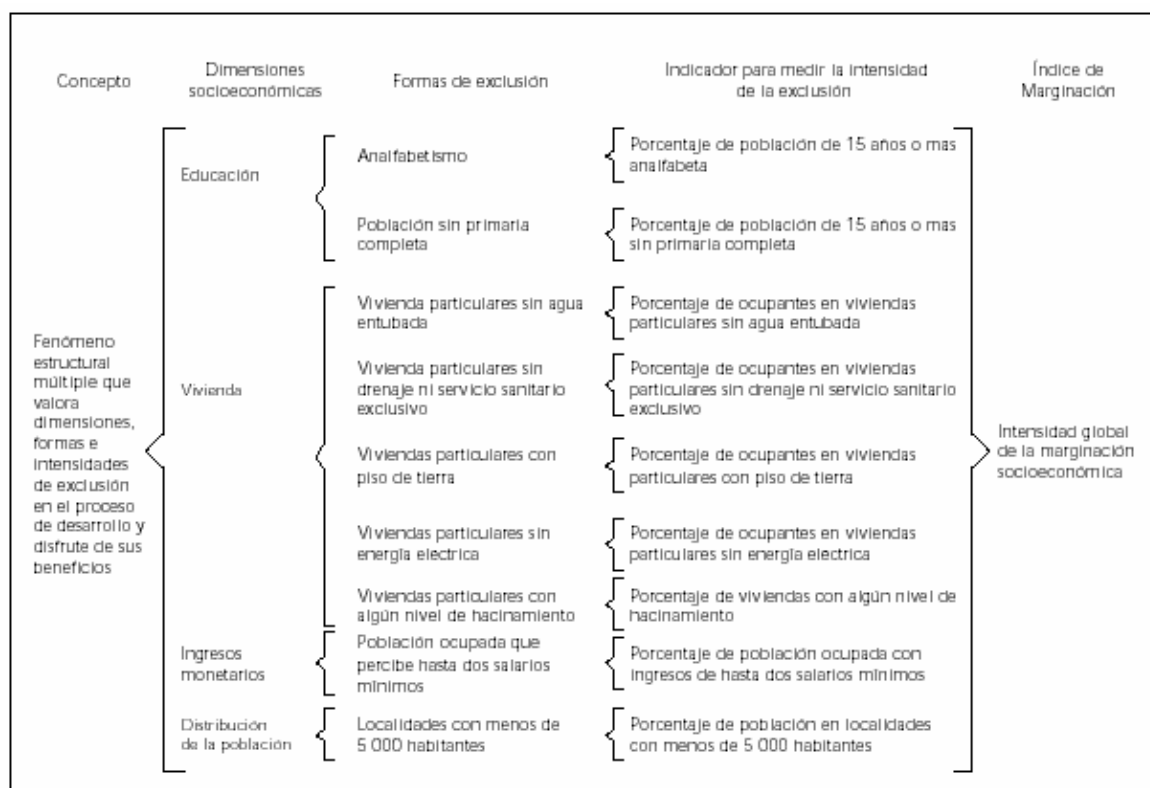 Concepto
Dimensiones
socioeconómicas
Formas de exclusión
Indicador para medir la intensidad
de la exclusión
Índice de
Marginación
Fenómeno
estructural
múltiple que
valora
dimensiones,
formas e
intensidades
de exclusión
en el proceso
de desarrollo y
disfrute de sus
beneficios
Educación
Analfabetismo
Porcentaje de población de 15 años o mas
analfabeta
Población sin primaria
completa
Porcentaje de población de 15 años o mas
sin primaria completa
Vivienda
Vivienda particulares sin agua
entubada
Porcentaje de ocupantes en viviendas
particulares sin agua entubada
Vivienda particulares sin
drenaje ni servicio sanitario
exclusivo
Porcentaje de ocupantes en viviendas
particulares sin drenaje ni servicio sanitario
exclusivo
Viviendas particulares con
piso de tierra
Porcentaje de ocupantes en viviendas
particulares con piso de tierra
Viviendas particulares sin
energía electrica
Porcentaje de ocupantes en viviendas
particulares sin energía electrica
Viviendas particulares con
algún nivel de hacinamiento
Porcentaje de viviendas con algún nivel de
hacinamiento
Ingresos
monetarios
Población ocupada que
percibe hasta dos salarios
mínimos
Porcentaje de población ocupada con
ingresos de hasta dos salarios mínimos
Distribución
de la población
Localidades con menos de
5 000 habitantes
Porcentaje de población en localidades
con menos de 5 000 habitantes
Intensidad global
de la marginación
socioeconómica